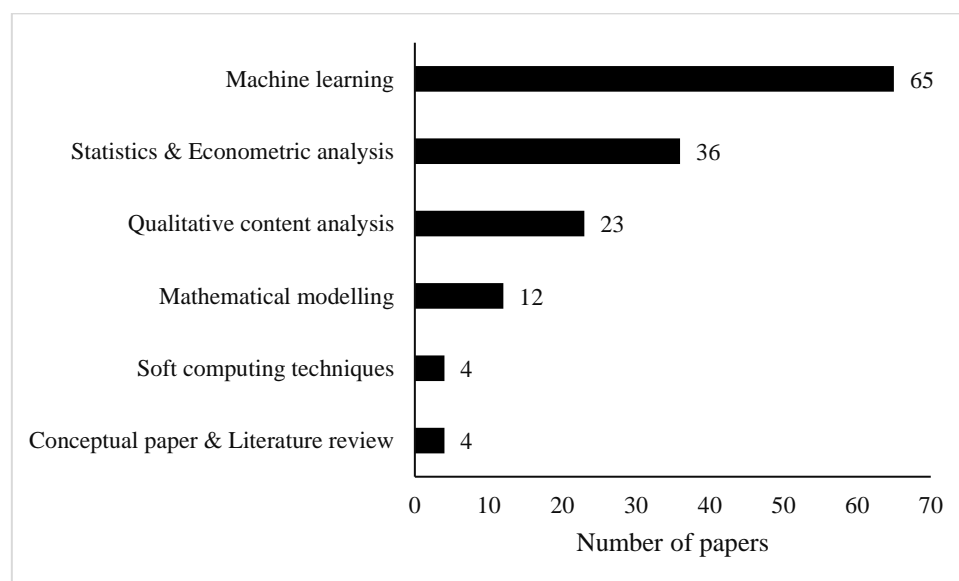 Machine learning 65
Statistics & Econometric analysis 36
Qualitative content analysis 23
Mathematical modelling 12
Soft computing techniques 4
Conceptual paper & Literature review 4
0 10 20 30 40 50 60 70
Number of papers